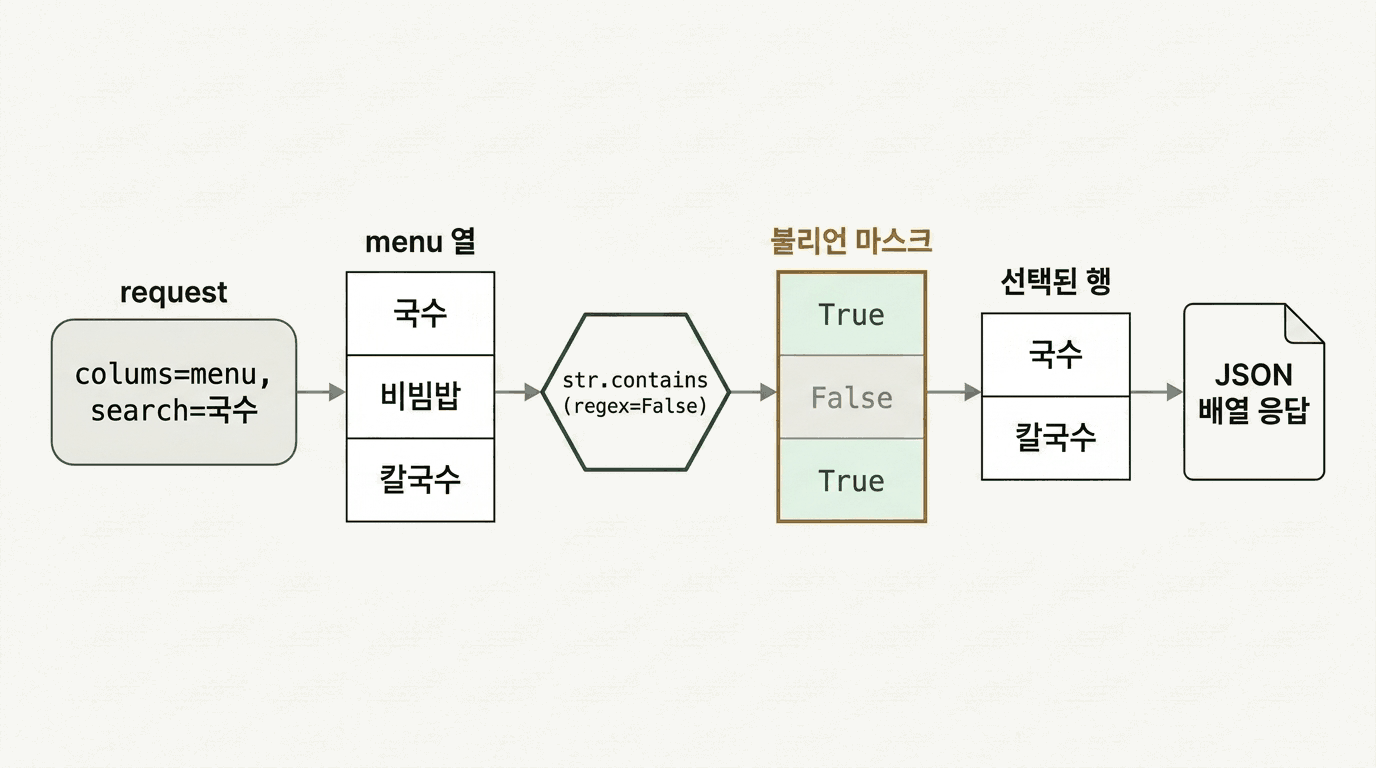 request
colums=menu,
search=국수
menu 열
국수
비빔밥
칼국수
str.contains
(regex=False)
불리언 마스크
True
False
True
선택된 행
국수
칼국수
JSON
배열 응답